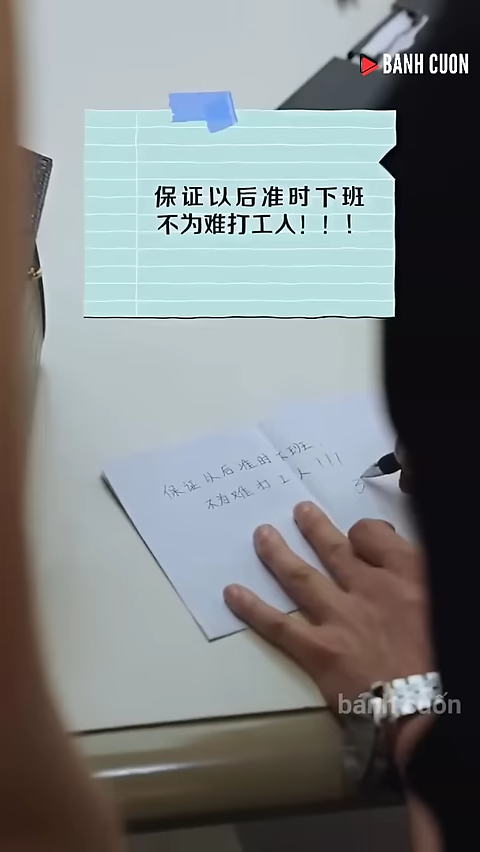 BANH CUON
保证以后准时下班
不为难打工人！！！
保证以后准时下班.
不为难打工人!!!
bánh cuốn